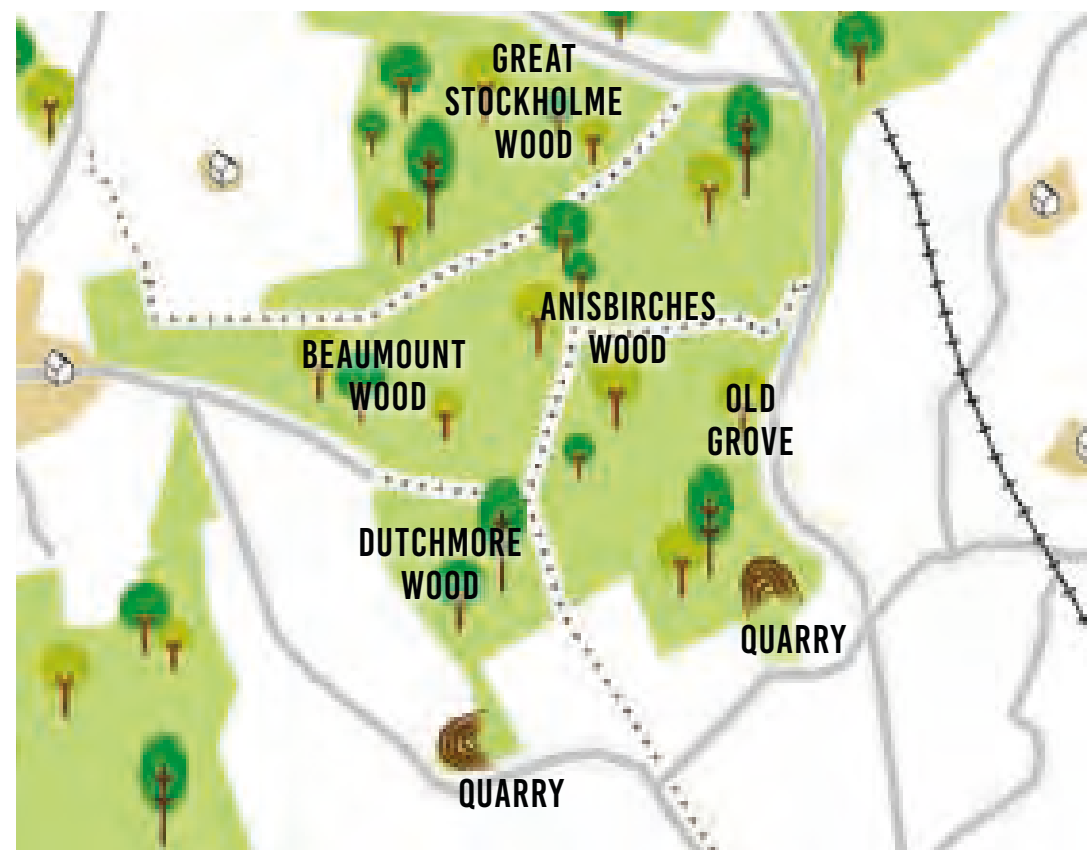 GREAT
STOCKHOLME
WOOD
ANISBIRCHES
WOOD
BEAUMOUNT
WOOD
OLD
GROVE
DUTCHMORE
WOOD
QUARRY
QUARRY